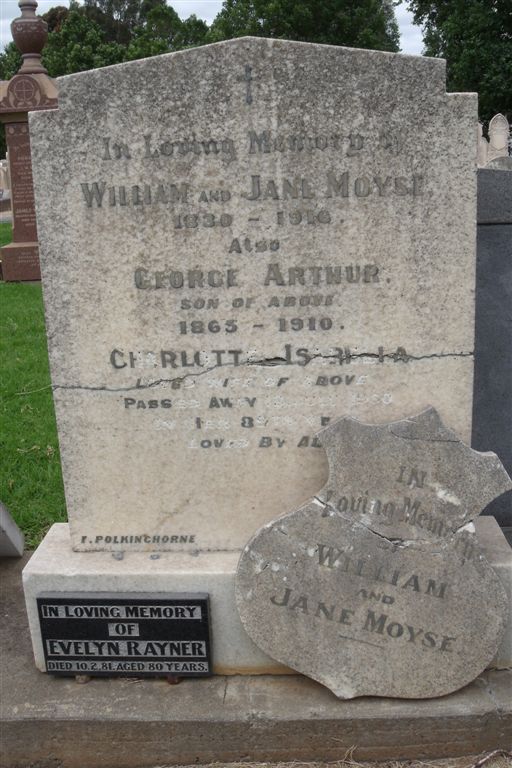 In Loving Memory of
WILLIAM AND JANE MOYSE.
1830 - 1916.
ALSO
GEORGE ARTHUR.
SON OF ABOVE
1865 - 1910.
CHARLOTTE ISABELLA
WIFE OF ABOVE
PASSED AWAY
IN HER
LOVED BY ALL
T. POLKINGHORNE
IN LOVING MEMORY
OF
EVELYN RAYNER
DIED 10.2.81. AGED 80 YEARS.
IN
Loving Memory
WILLIAM
AND
JANE MOYSE